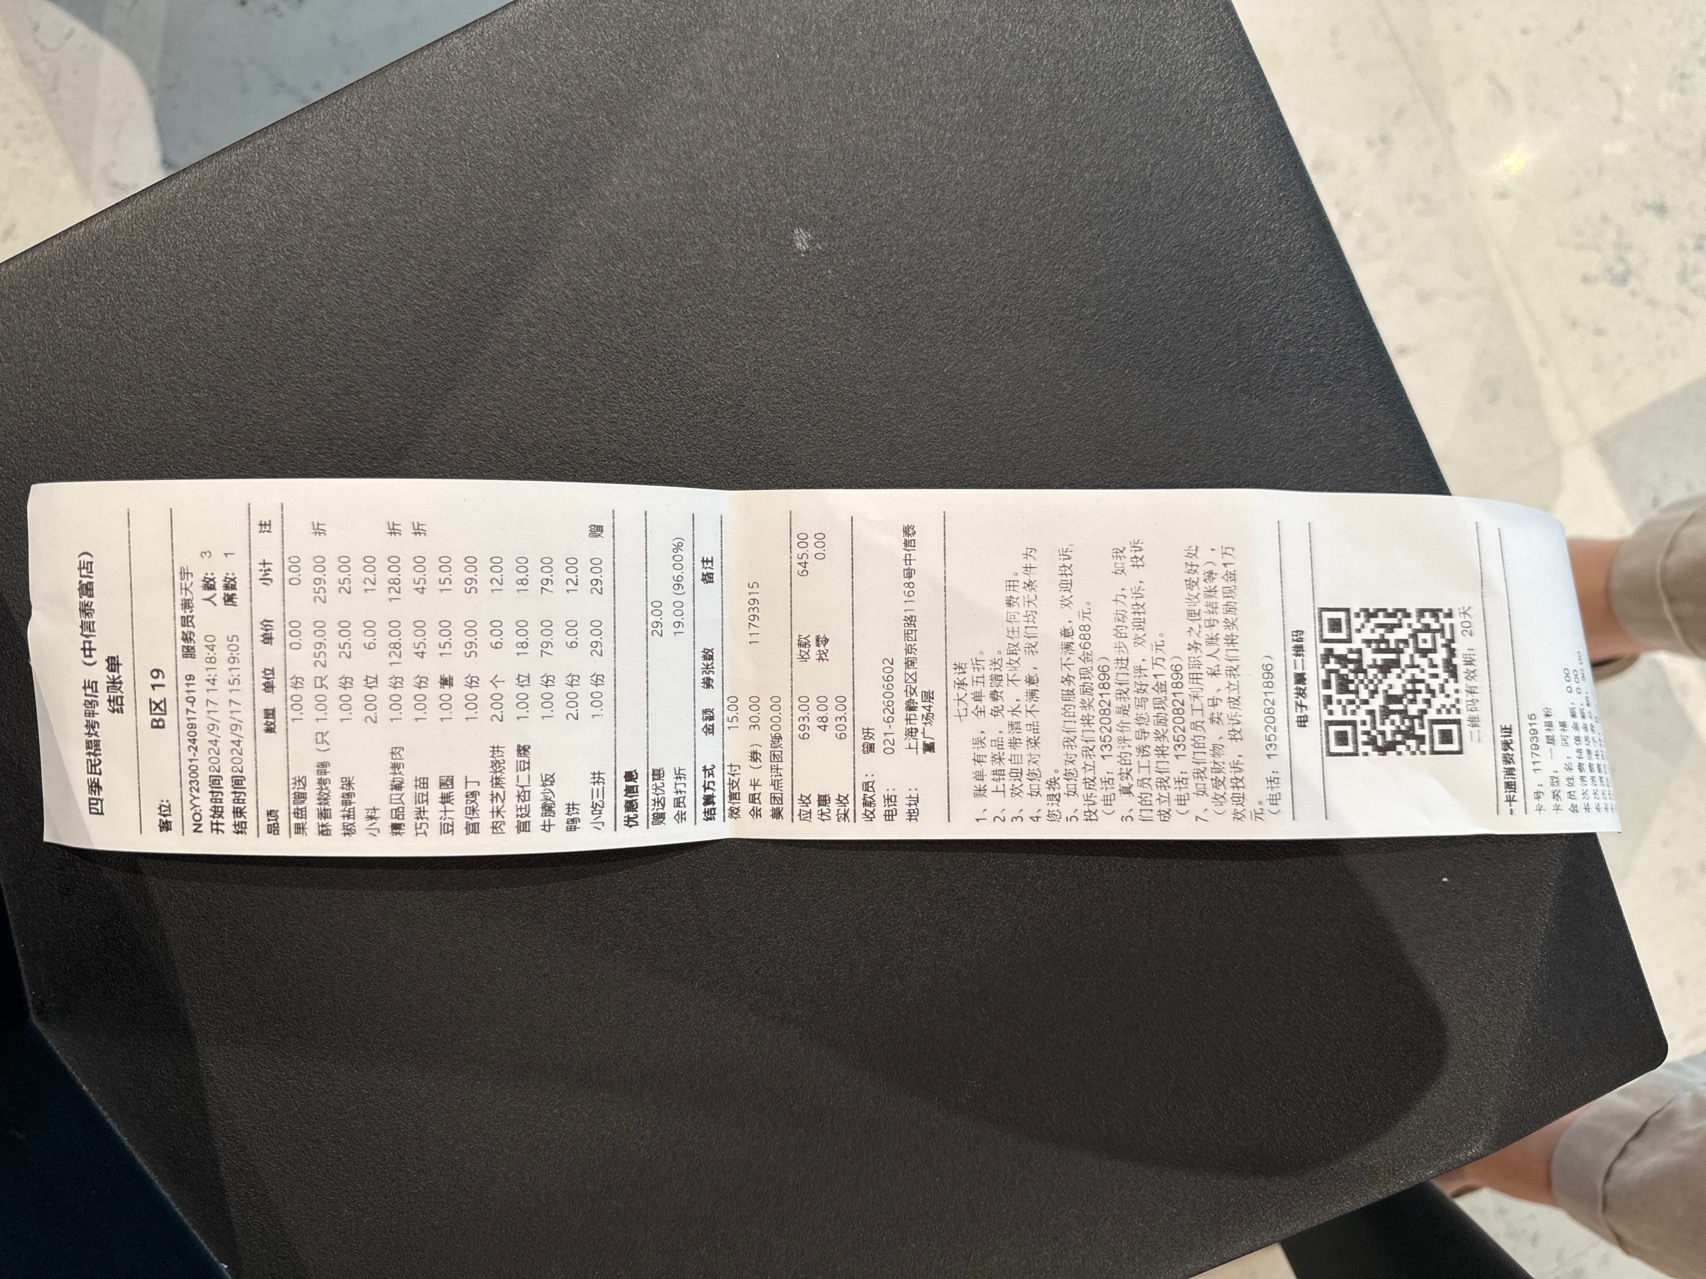 四季民福烤鸭店（中信泰富店）
结账单
客位： B区 19
NO:YY23001-240917-0119 服务员:袁天宇
开始时间2024/9/17 14:18:40 人数： 3
结束时间2024/9/17 15:19:05 席数： 1
品项 数量 单位 单价 小计 注
果盘赠送 1.00 份 0.00 0.00
酥香嫩烤鸭（只 1.00 只 259.00 259.00 折
椒盐鸭架 1.00 份 25.00 25.00
小料 2.00 位 6.00 12.00
精品贝勒烤肉 1.00 份 128.00 128.00 折
巧拌豆苗 1.00 份 45.00 45.00 折
豆汁焦圈 1.00 套 15.00 15.00
宫保鸡丁 1.00 份 59.00 59.00
肉末芝麻烧饼 2.00 个 6.00 12.00
宫廷杏仁豆腐 1.00 位 18.00 18.00
牛腩炒饭 1.00 份 79.00 79.00
鸭饼 2.00 份 6.00 12.00
小吃三拼 1.00 份 29.00 29.00 赠
优惠信息
赠送优惠 29.00
会员打折 19.00 (96.00%)
结算方式 金额 券张数 备注
微信支付 15.00
会员卡（券） 30.00 11793915
美团点评团购600.00
应收 693.00 收款 645.00
优惠 48.00 找零 0.00
实收 603.00
收款员： 管妍
电话： 021-62606602
地址： 上海市静安区南京西路1168号中信泰
富广场4层
七大承诺
1、账单有误，全单五折。
2、上错菜品，免费赠送。
3、欢迎自带酒水，不收取任何费用。
4、如您对菜品不满意，我们均无条件为
您退换。
5、如您对我们的服务不满意，欢迎投诉，
投诉成立我们将奖励现金688元。
（电话：13520821896）
6、真实的评价是我们进步的动力，如我
们的员工诱导您写好评，欢迎投诉，投诉
成立我们将奖励现金1万元。
（电话：13520821896）
7、如我们的员工利用职务之便收受好处
（收受财物、卖号、私人账号结账等），
欢迎投诉，投诉成立我们将奖励现金1万
元。
（电话：13520821896）
电子发票二维码
二维码有效期：20天
一卡通消费凭证
卡号：11793915
卡类型：一星福粉
会员姓名：阿福
本次消费储值金额：0.00